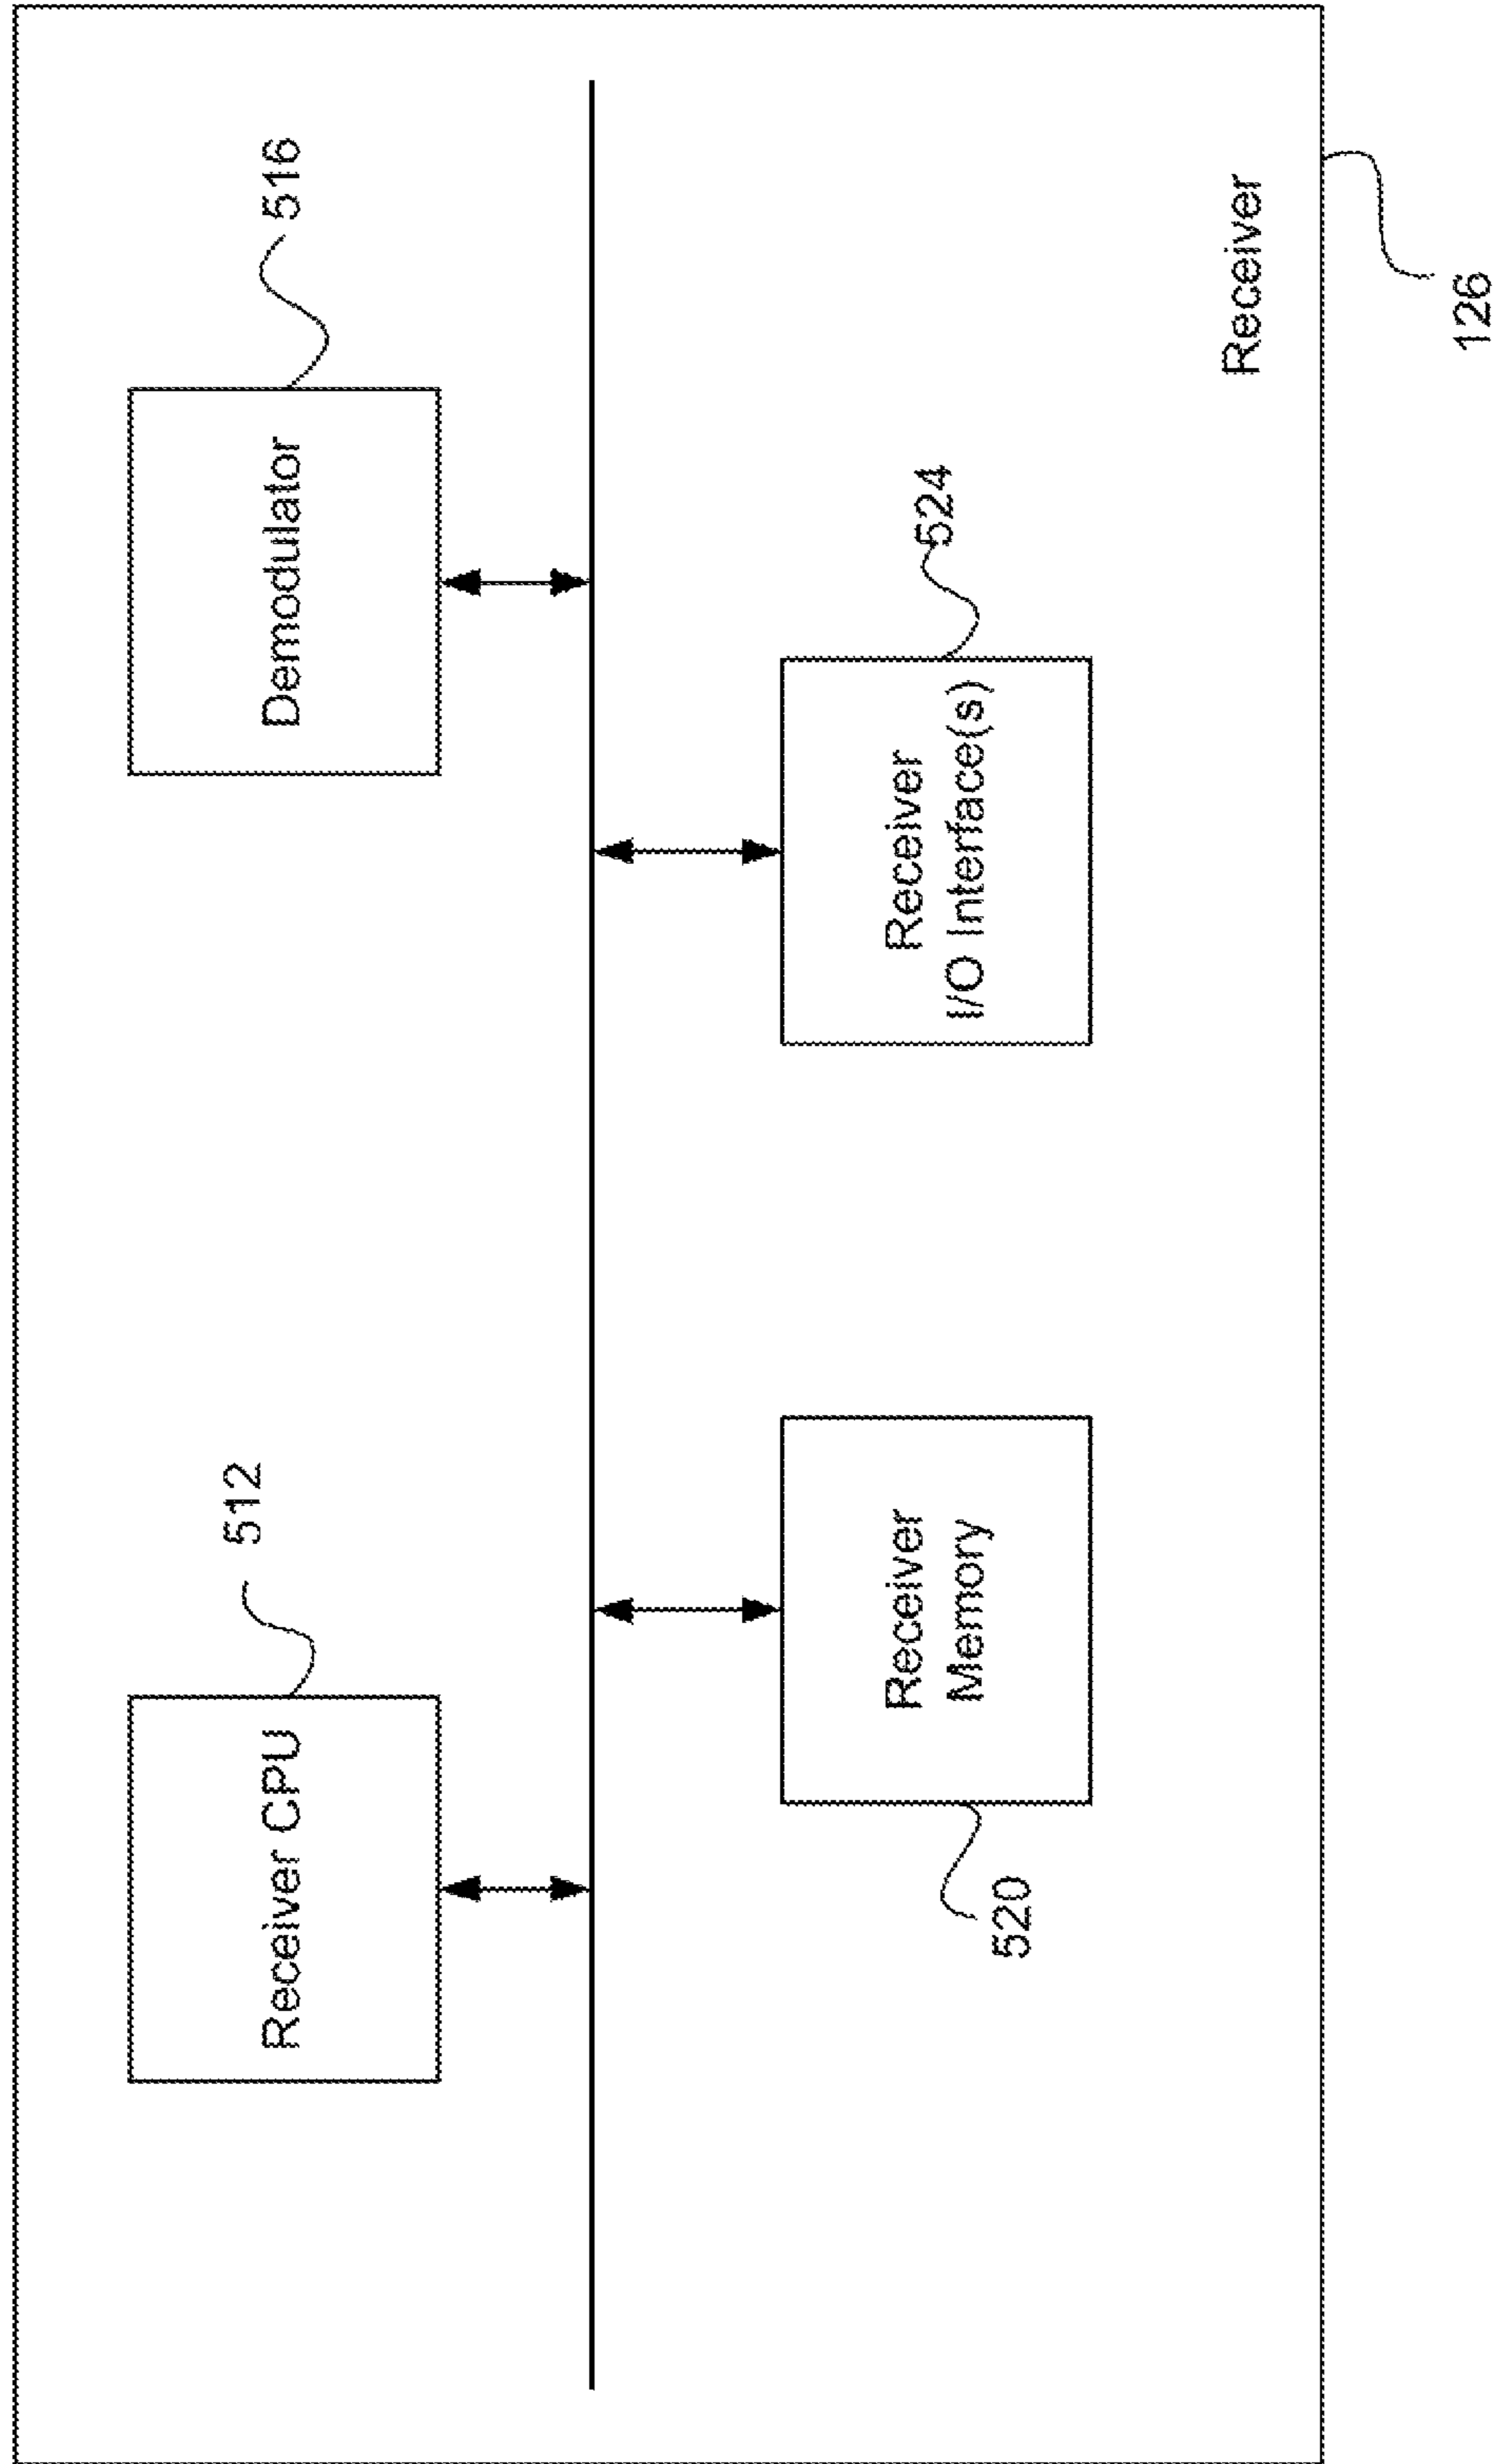 512
516
Receiver CPU
Demodulator
Receiver
Memory
520
Receiver
I/O Interface(s)
524
Receiver
126